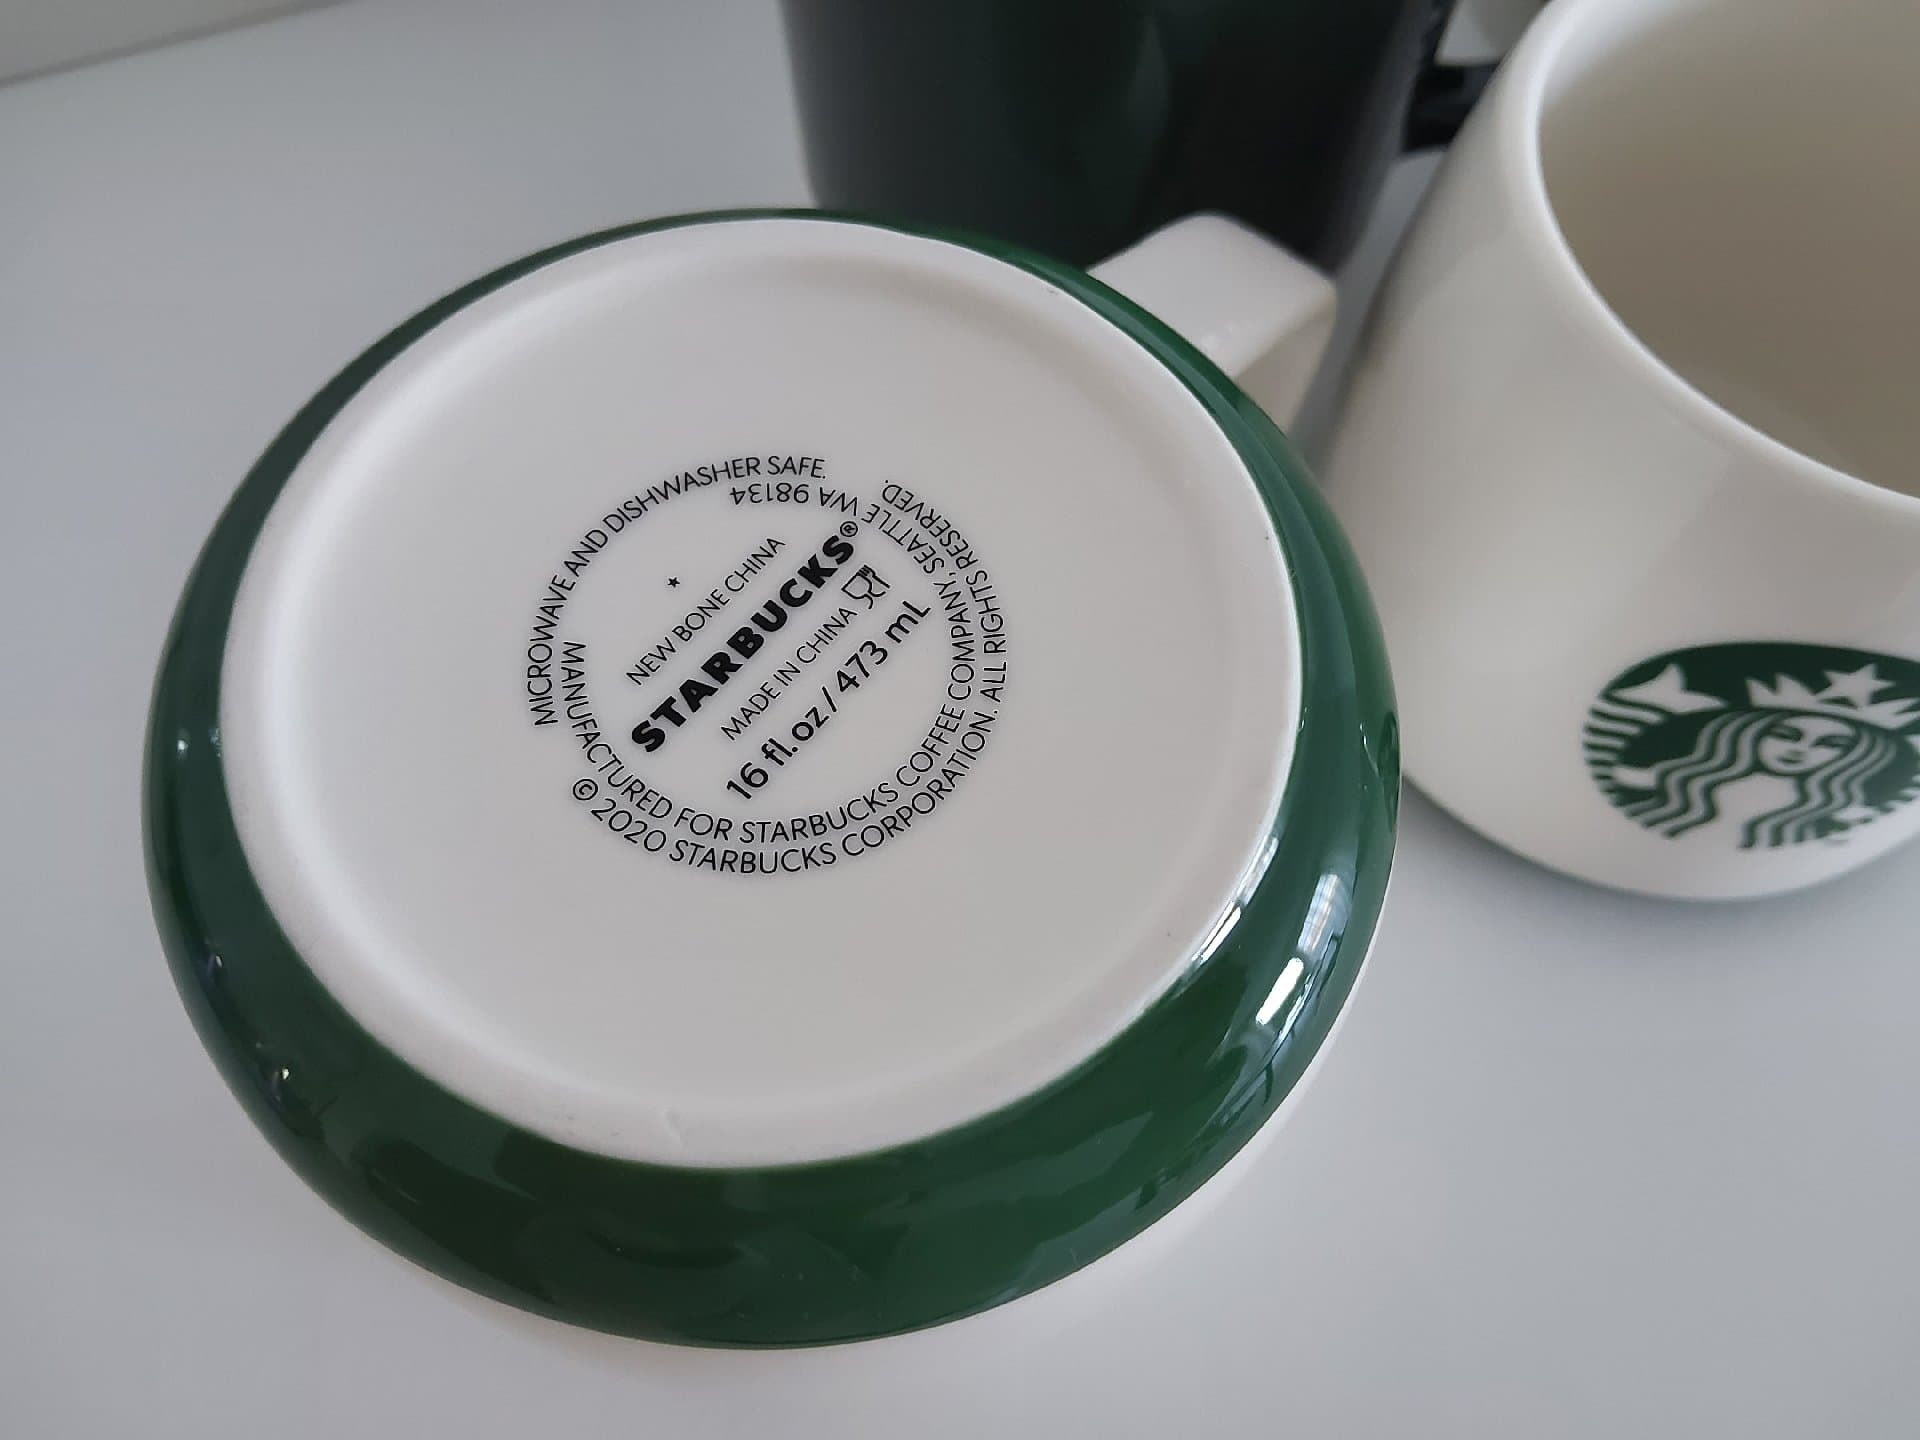 MICROWAVE AND DISHWASHER SAFE.
NEW BONE CHINA
STARBUCKS®
MADE IN CHINA
16 fl. oz / 473 mL
MANUFACTURED FOR STARBUCKS COFFEE COMPANY, SEATTLE WA 98134
© 2020 STARBUCKS CORPORATION. ALL RIGHTS RESERVED.